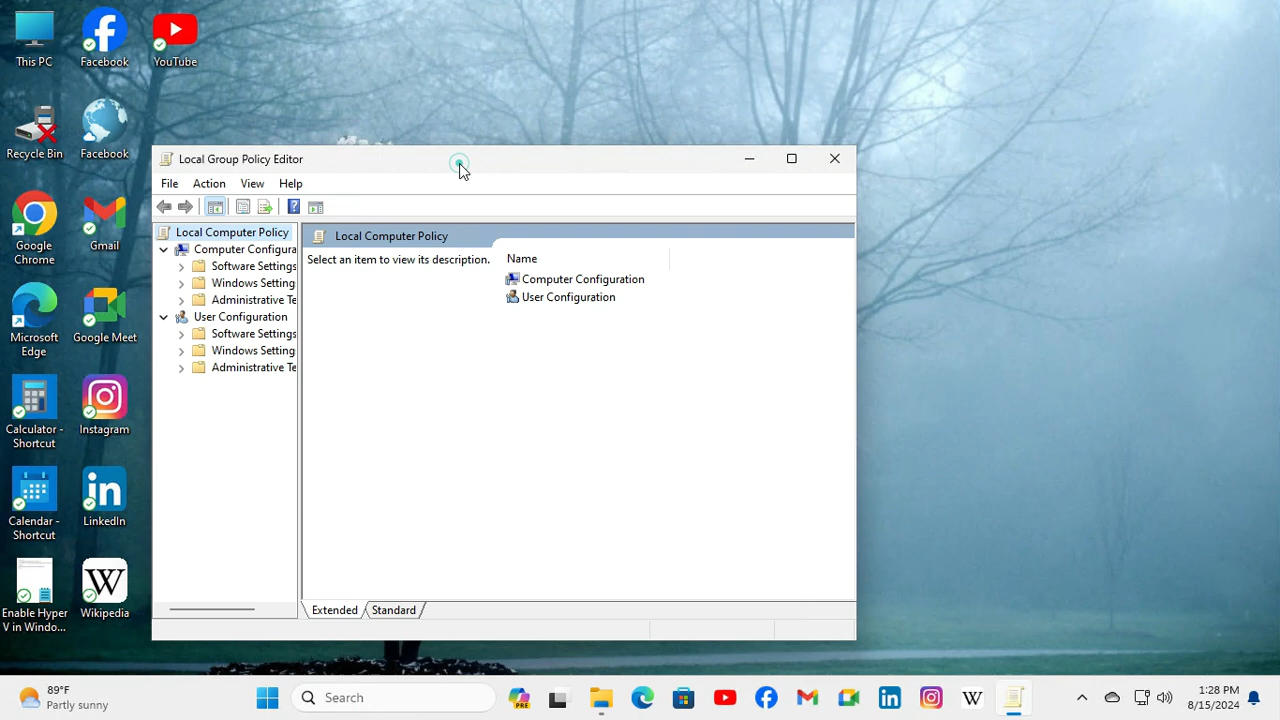 This PC
Facebook
YouTube
Recycle Bin
Facebook
Google
Chrome
Gmail
Microsoft
Edge
Google Meet
Calculator -
Shortcut
Instagram
Calendar -
Shortcut
LinkedIn
Enable Hyper
V in Windo...
Wikipedia
Local Group Policy Editor
File Action View Help
Local Computer Policy
Computer Configura
Software Settings
Windows Setting
Administrative Te
User Configuration
Software Settings
Windows Setting
Administrative Te
Local Computer Policy
Select an item to view its description.
Name
Computer Configuration
User Configuration
Extended Standard
89°F
Partly sunny
Search
PRE
1:28 PM
8/15/2024